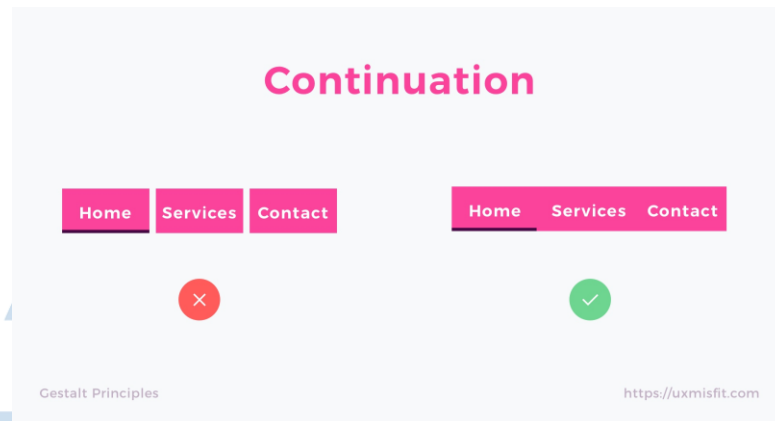 Continuation
Home Services Contact
Home Services Contact
Gestalt Principles
https://uxmisfit.com